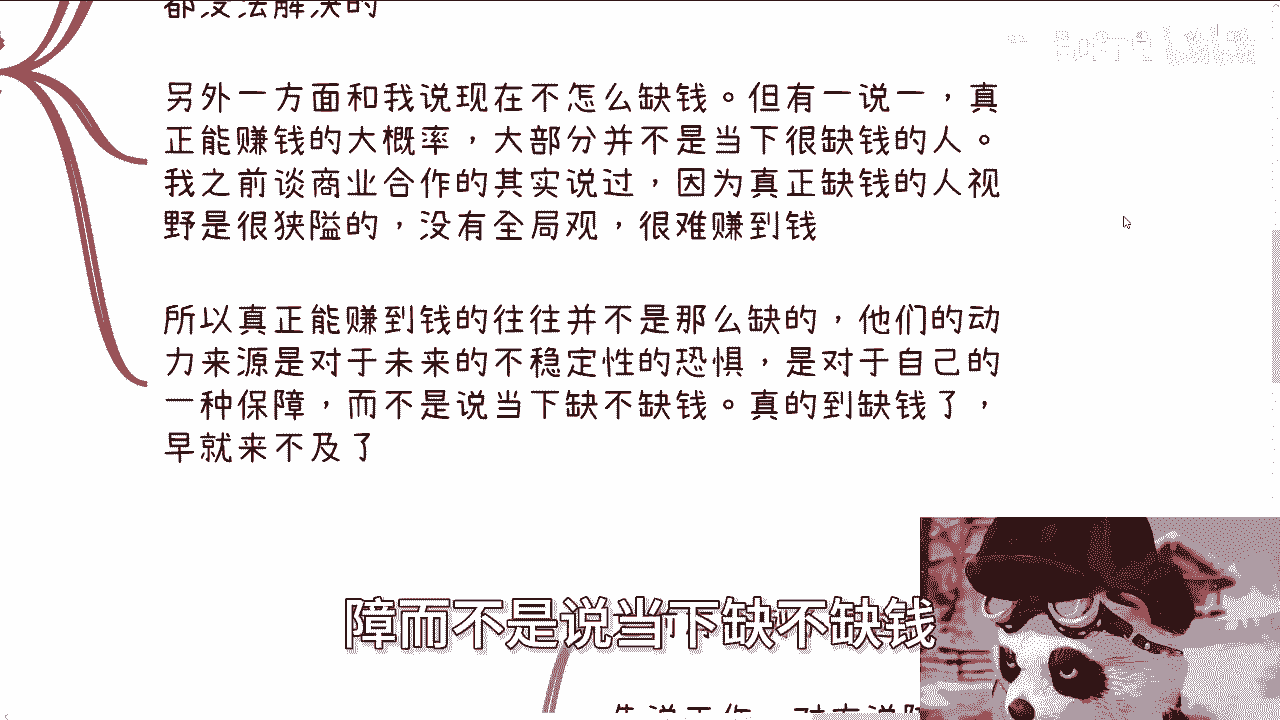 都没法解决的
另外一方面和我说现在不怎么缺钱。但有一说一，真
正能赚钱的大概率，大部分并不是当下很缺钱的人。
我之前谈商业合作的其实说过，因为真正缺钱的人视
野是很狭隘的，没有全局观，很难赚到钱
所以真正能赚到钱的往往并不是那么缺的，他们的动
力来源是对于未来的不稳定性的恐惧，是对于自己的
一种保障，而不是说当下缺不缺钱。真的到缺钱了，
早就来不及了
障而不是说当下缺不缺钱